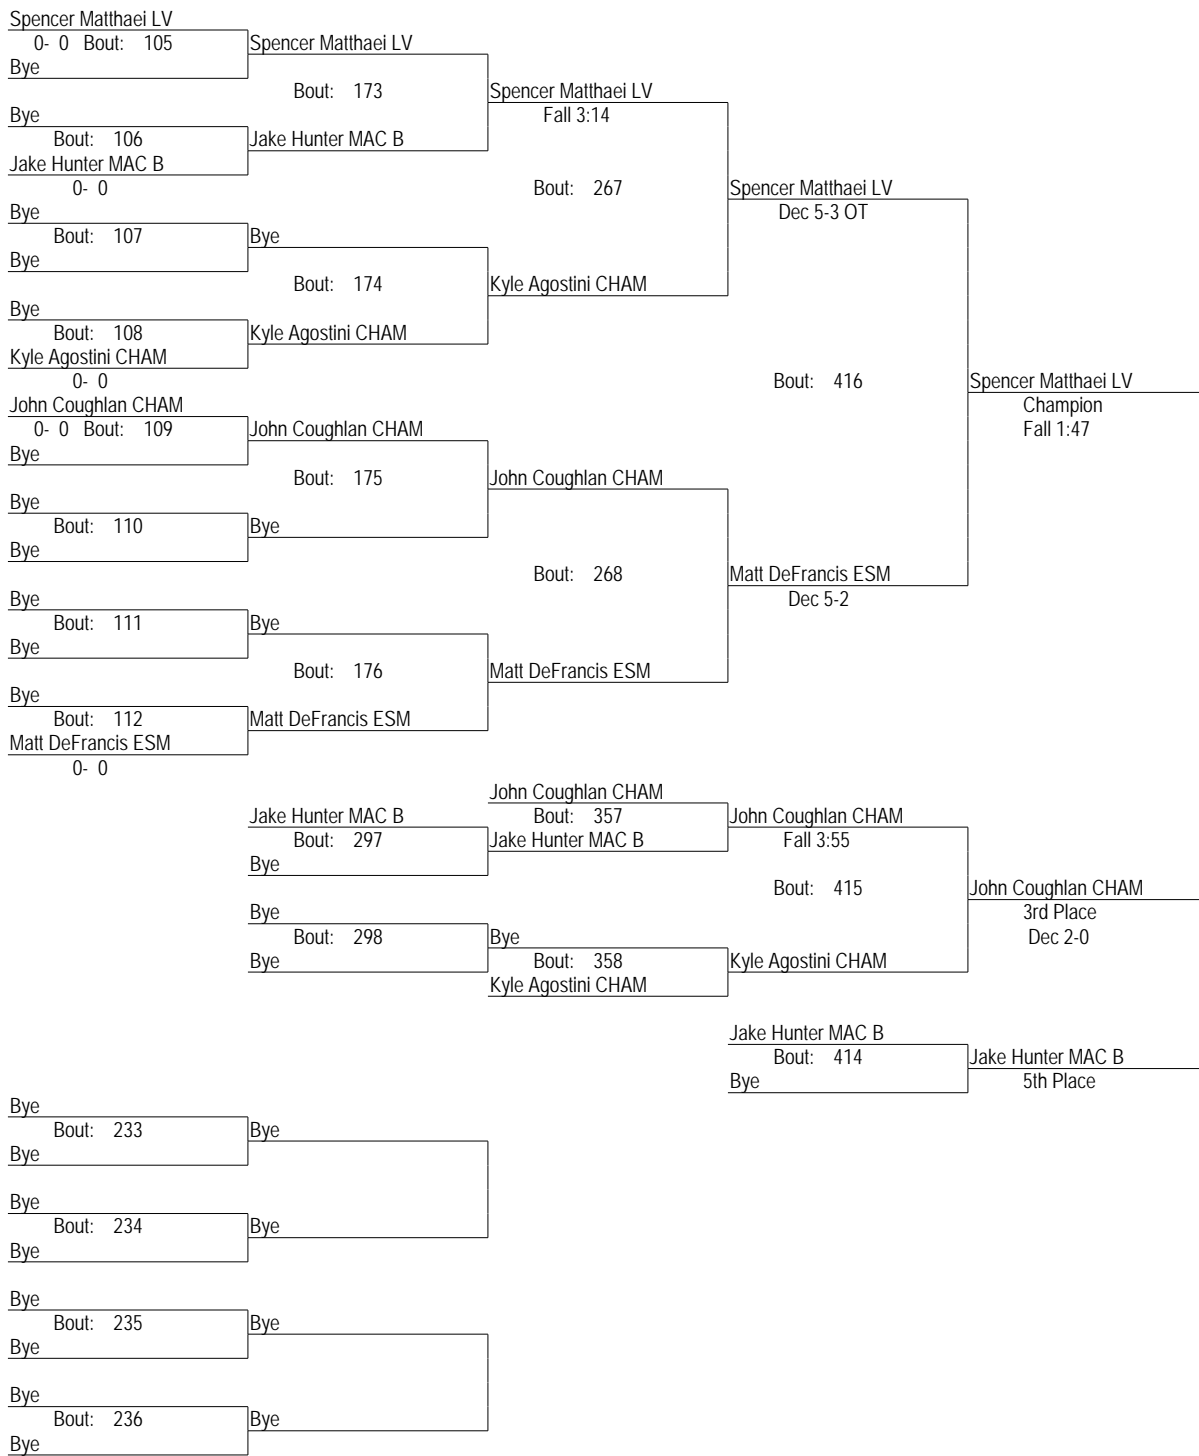 Spencer Matthaei LV
0- 0 Bout: 105
Bye
Bye
Bout: 106
Jake Hunter MAC B
0- 0
Bye
Bout: 107
Bye
Bye
Bout: 108
Kyle Agostini CHAM
0- 0
John Coughlan CHAM
0- 0 Bout: 109
Bye
Bye
Bout: 110
Bye
Bye
Bout: 111
Bye
Bye
Bout: 112
Matt DeFrancis ESM
0- 0
Spencer Matthaei LV
Bout: 173
Jake Hunter MAC B
Bye
Bout: 174
Kyle Agostini CHAM
John Coughlan CHAM
Bout: 175
Bye
Bye
Bout: 176
Matt DeFrancis ESM
Spencer Matthaei LV
Fall 3:14
Bout: 267
Kyle Agostini CHAM
John Coughlan CHAM
Bout: 268
Matt DeFrancis ESM
Spencer Matthaei LV
Dec 5-3 OT
Bout: 416
Matt DeFrancis ESM
Dec 5-2
Spencer Matthaei LV
Champion
Fall 1:47
Jake Hunter MAC B
Bout: 297
Bye
Bye
Bout: 298
Bye
John Coughlan CHAM
Bout: 357
Jake Hunter MAC B
Bye
Bout: 358
Kyle Agostini CHAM
John Coughlan CHAM
Fall 3:55
Bout: 415
Kyle Agostini CHAM
John Coughlan CHAM
3rd Place
Dec 2-0
Jake Hunter MAC B
Bout: 414
Bye
Jake Hunter MAC B
5th Place
Bye
Bout: 233
Bye
Bye
Bout: 234
Bye
Bye
Bout: 235
Bye
Bye
Bout: 236
Bye
Bye
Bye
Bye
Bye